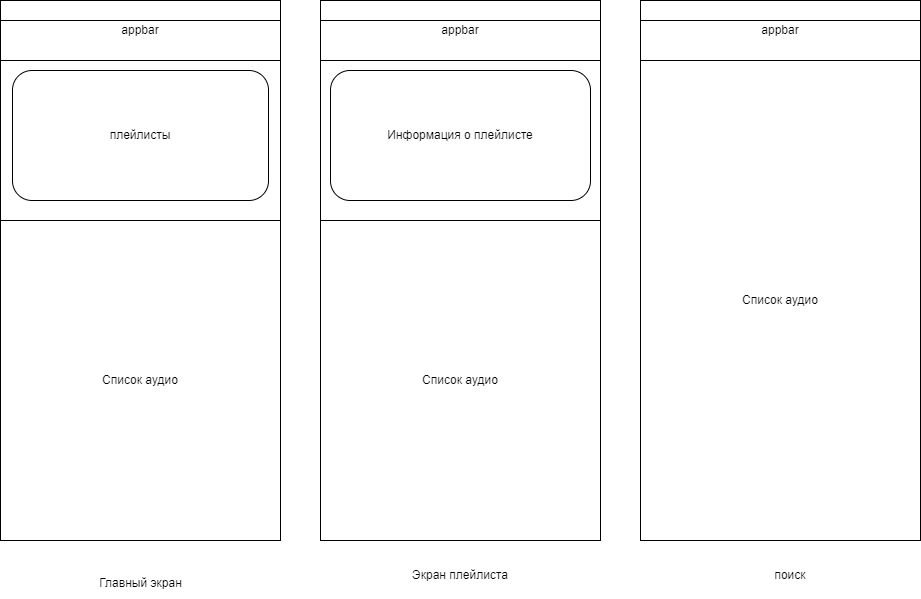 appbar
appbar
appbar
плейлисты
Информация о плейлисте
Список аудио
Список аудио
Список аудио
Главный экран
Экран плейлиста
поиск